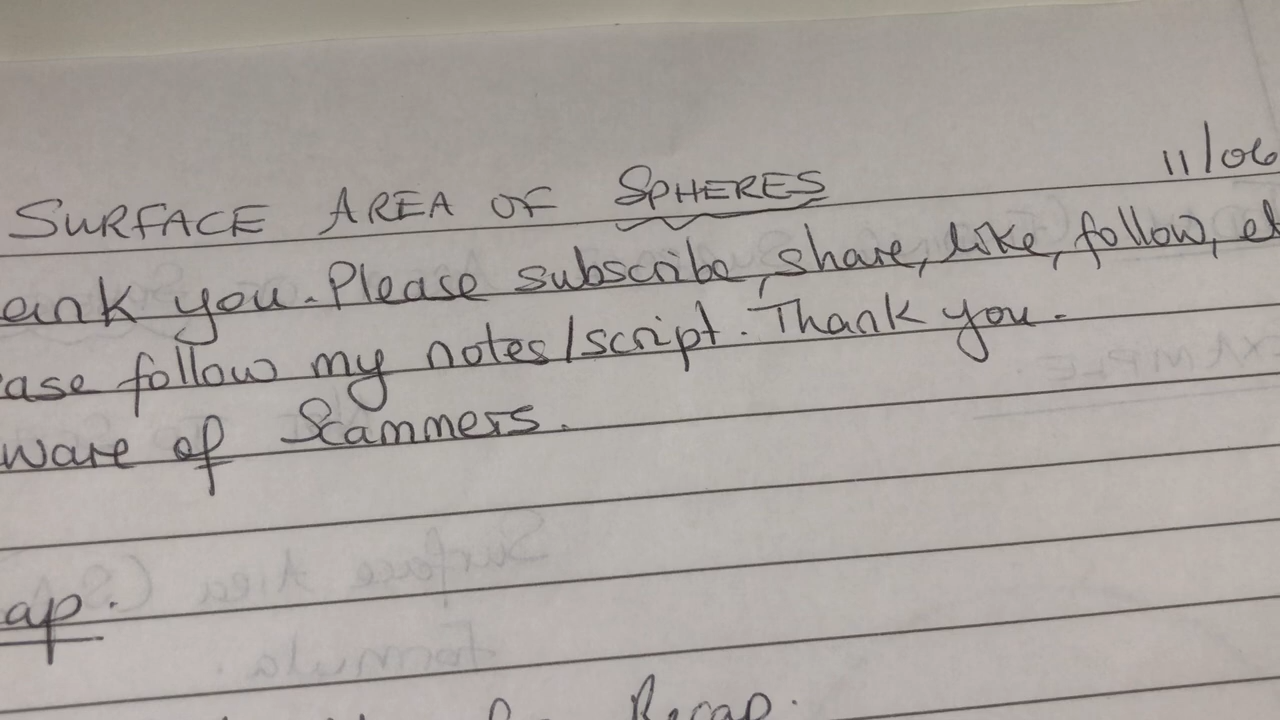 SURFACE AREA OF SPHERES 11/06
ank you. Please subscribe, share, like, follow, et
ase follow my notes/script. Thank you.
ware of Scammers.
ap.
Recap.